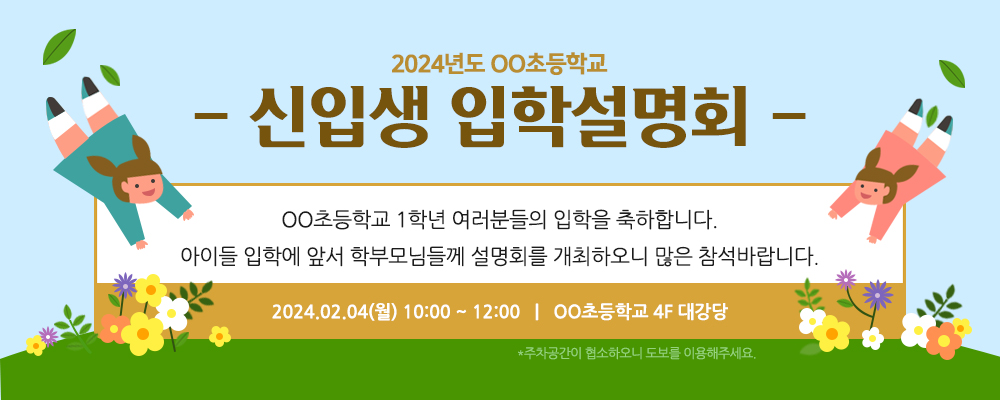 2024년도 OO초등학교
- 신입생 입학설명회 -
OO초등학교 1학년 여러분들의 입학을 축하합니다.
아이들 입학에 앞서 학부모님들께 설명회를 개최하오니 많은 참석바랍니다.
2024.02.04(월) 10:00 ~ 12:00 | OO초등학교 4F 대강당
*주차공간이 협소하오니 도보를 이용해주세요.